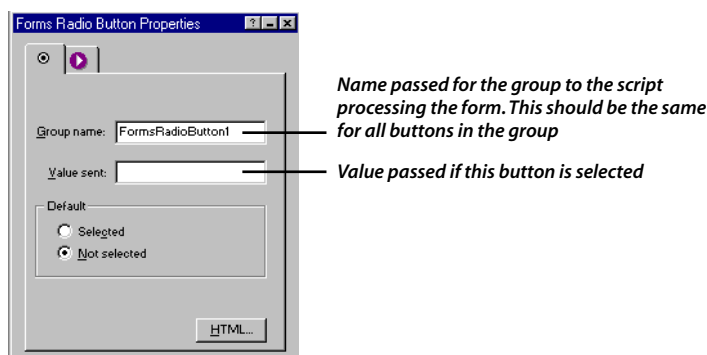 Forms Radio Button Properties
Group name: FormsRadioButton1
Value sent:
Default
Selected
Not selected
HTML...
Name passed for the group to the script
processing the form. This should be the same
for all buttons in the group
Value passed if this button is selected